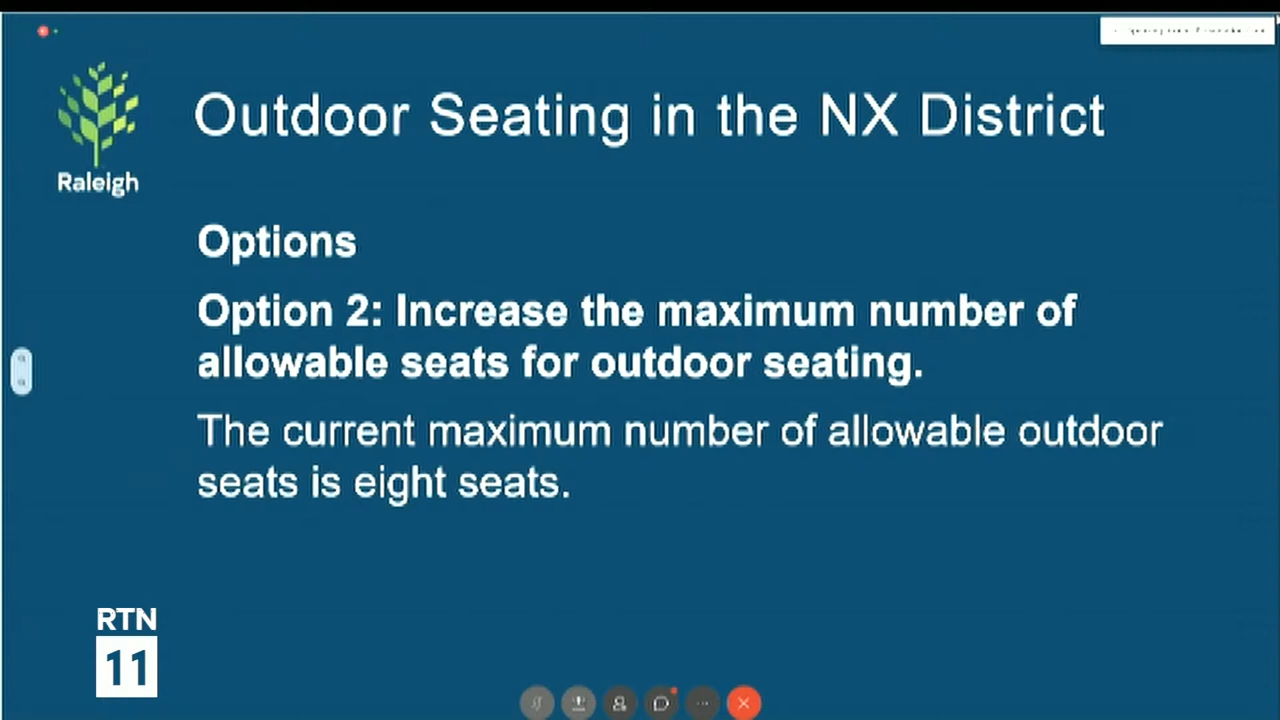 Outdoor Seating in the NX District
Raleigh
Options
Option 2: Increase the maximum number of
allowable seats for outdoor seating.
The current maximum number of allowable outdoor
seats is eight seats.
RTN
11